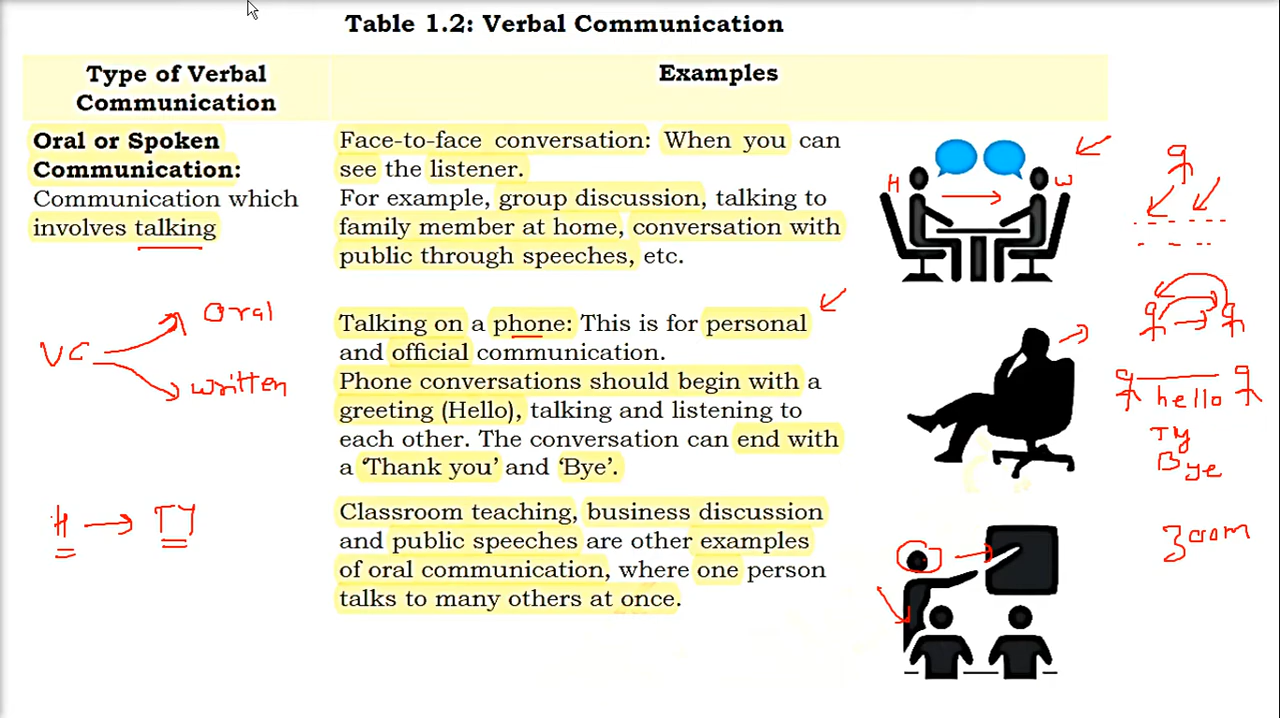 Table 1.2: Verbal Communication
Type of Verbal
Communication
Examples
Oral or Spoken
Communication:
Communication which
involves talking
Face-to-face conversation: When you can
see the listener.
For example, group discussion, talking to
family member at home, conversation with
public through speeches, etc.
H
W
VC
Oral
written
Talking on a phone: This is for personal
and official communication.
Phone conversations should begin with a
greeting (Hello), talking and listening to
each other. The conversation can end with
a ‘Thank you’ and ‘Bye’.
hello
Ty
Bye
H
TY
Classroom teaching, business discussion
and public speeches are other examples
of oral communication, where one person
talks to many others at once.
zoom